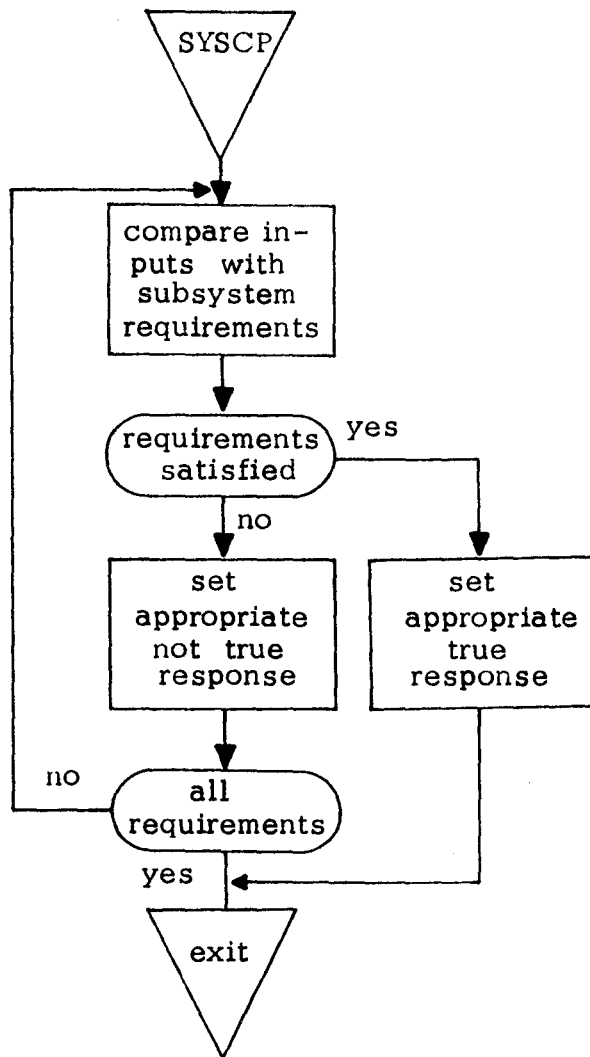 SYSCP
compare in-
puts with
subsystem
requirements
requirements
satisfied
yes
no
set
appropriate
not true
response
set
appropriate
true
response
no
all
requirements
yes
exit